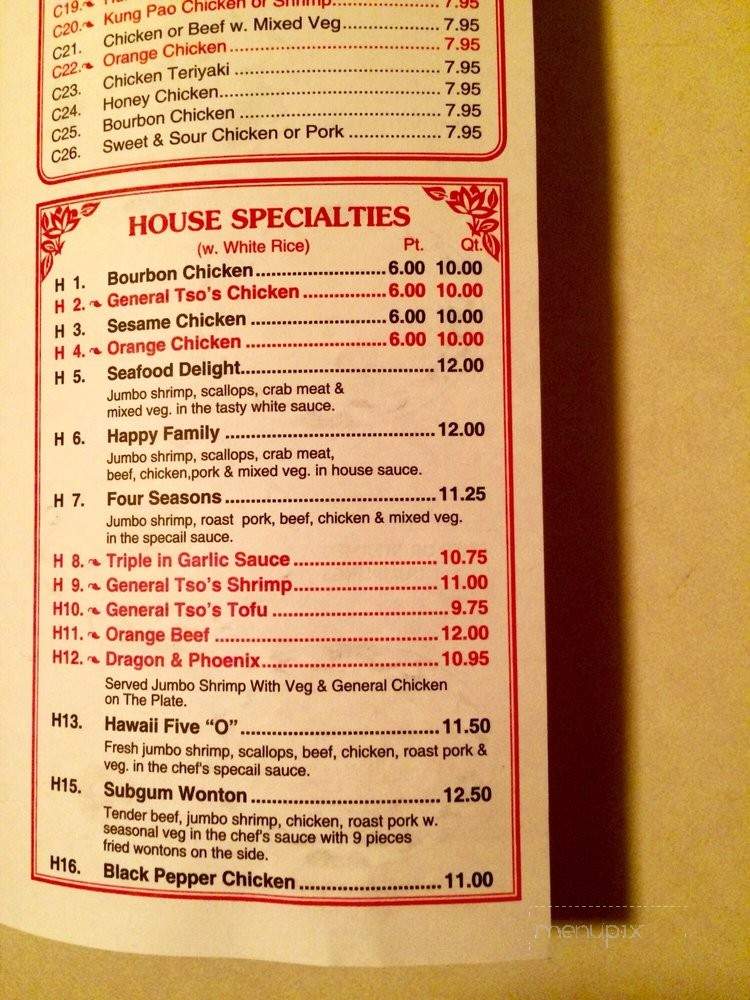 C19.
C20. Kung Pao Chicken or Shrimp.... 7.95
C21. Chicken or Beef w. Mixed Veg.... 7.95
C22. Orange Chicken .... 7.95
C23. Chicken Teriyaki .... 7.95
C24. Honey Chicken.... 7.95
C25. Bourbon Chicken .... 7.95
C26. Sweet & Sour Chicken or Pork .... 7.95
HOUSE SPECIALTIES
(w. White Rice) Pt. Qt.
H 1. Bourbon Chicken....6.00 10.00
H 2. General Tso's Chicken ....6.00 10.00
H 3. Sesame Chicken ....6.00 10.00
H 4. Orange Chicken ....6.00 10.00
H 5. Seafood Delight....12.00
Jumbo shrimp, scallops, crab meat &
mixed veg. in the tasty white sauce.
H 6. Happy Family ....12.00
Jumbo shrimp, scallops, crab meat,
beef, chicken,pork & mixed veg. in house sauce.
H 7. Four Seasons ....11.25
Jumbo shrimp, roast pork, beef, chicken & mixed veg.
in the specail sauce.
H 8. Triple in Garlic Sauce ....10.75
H 9. General Tso's Shrimp....11.00
H10. General Tso's Tofu ....9.75
H11. Orange Beef ....12.00
H12. Dragon & Phoenix....10.95
Served Jumbo Shrimp With Veg & General Chicken
on The Plate.
H13. Hawaii Five “O”....11.50
Fresh jumbo shrimp, scallops, beef, chicken, roast pork &
veg. in the chef's specail sauce.
H15. Subgum Wonton ....12.50
Tender beef, jumbo shrimp, chicken, roast pork w.
seasonal veg in the chef's sauce with 9 pieces
fried wontons on the side.
H16. Black Pepper Chicken ....11.00
menupix